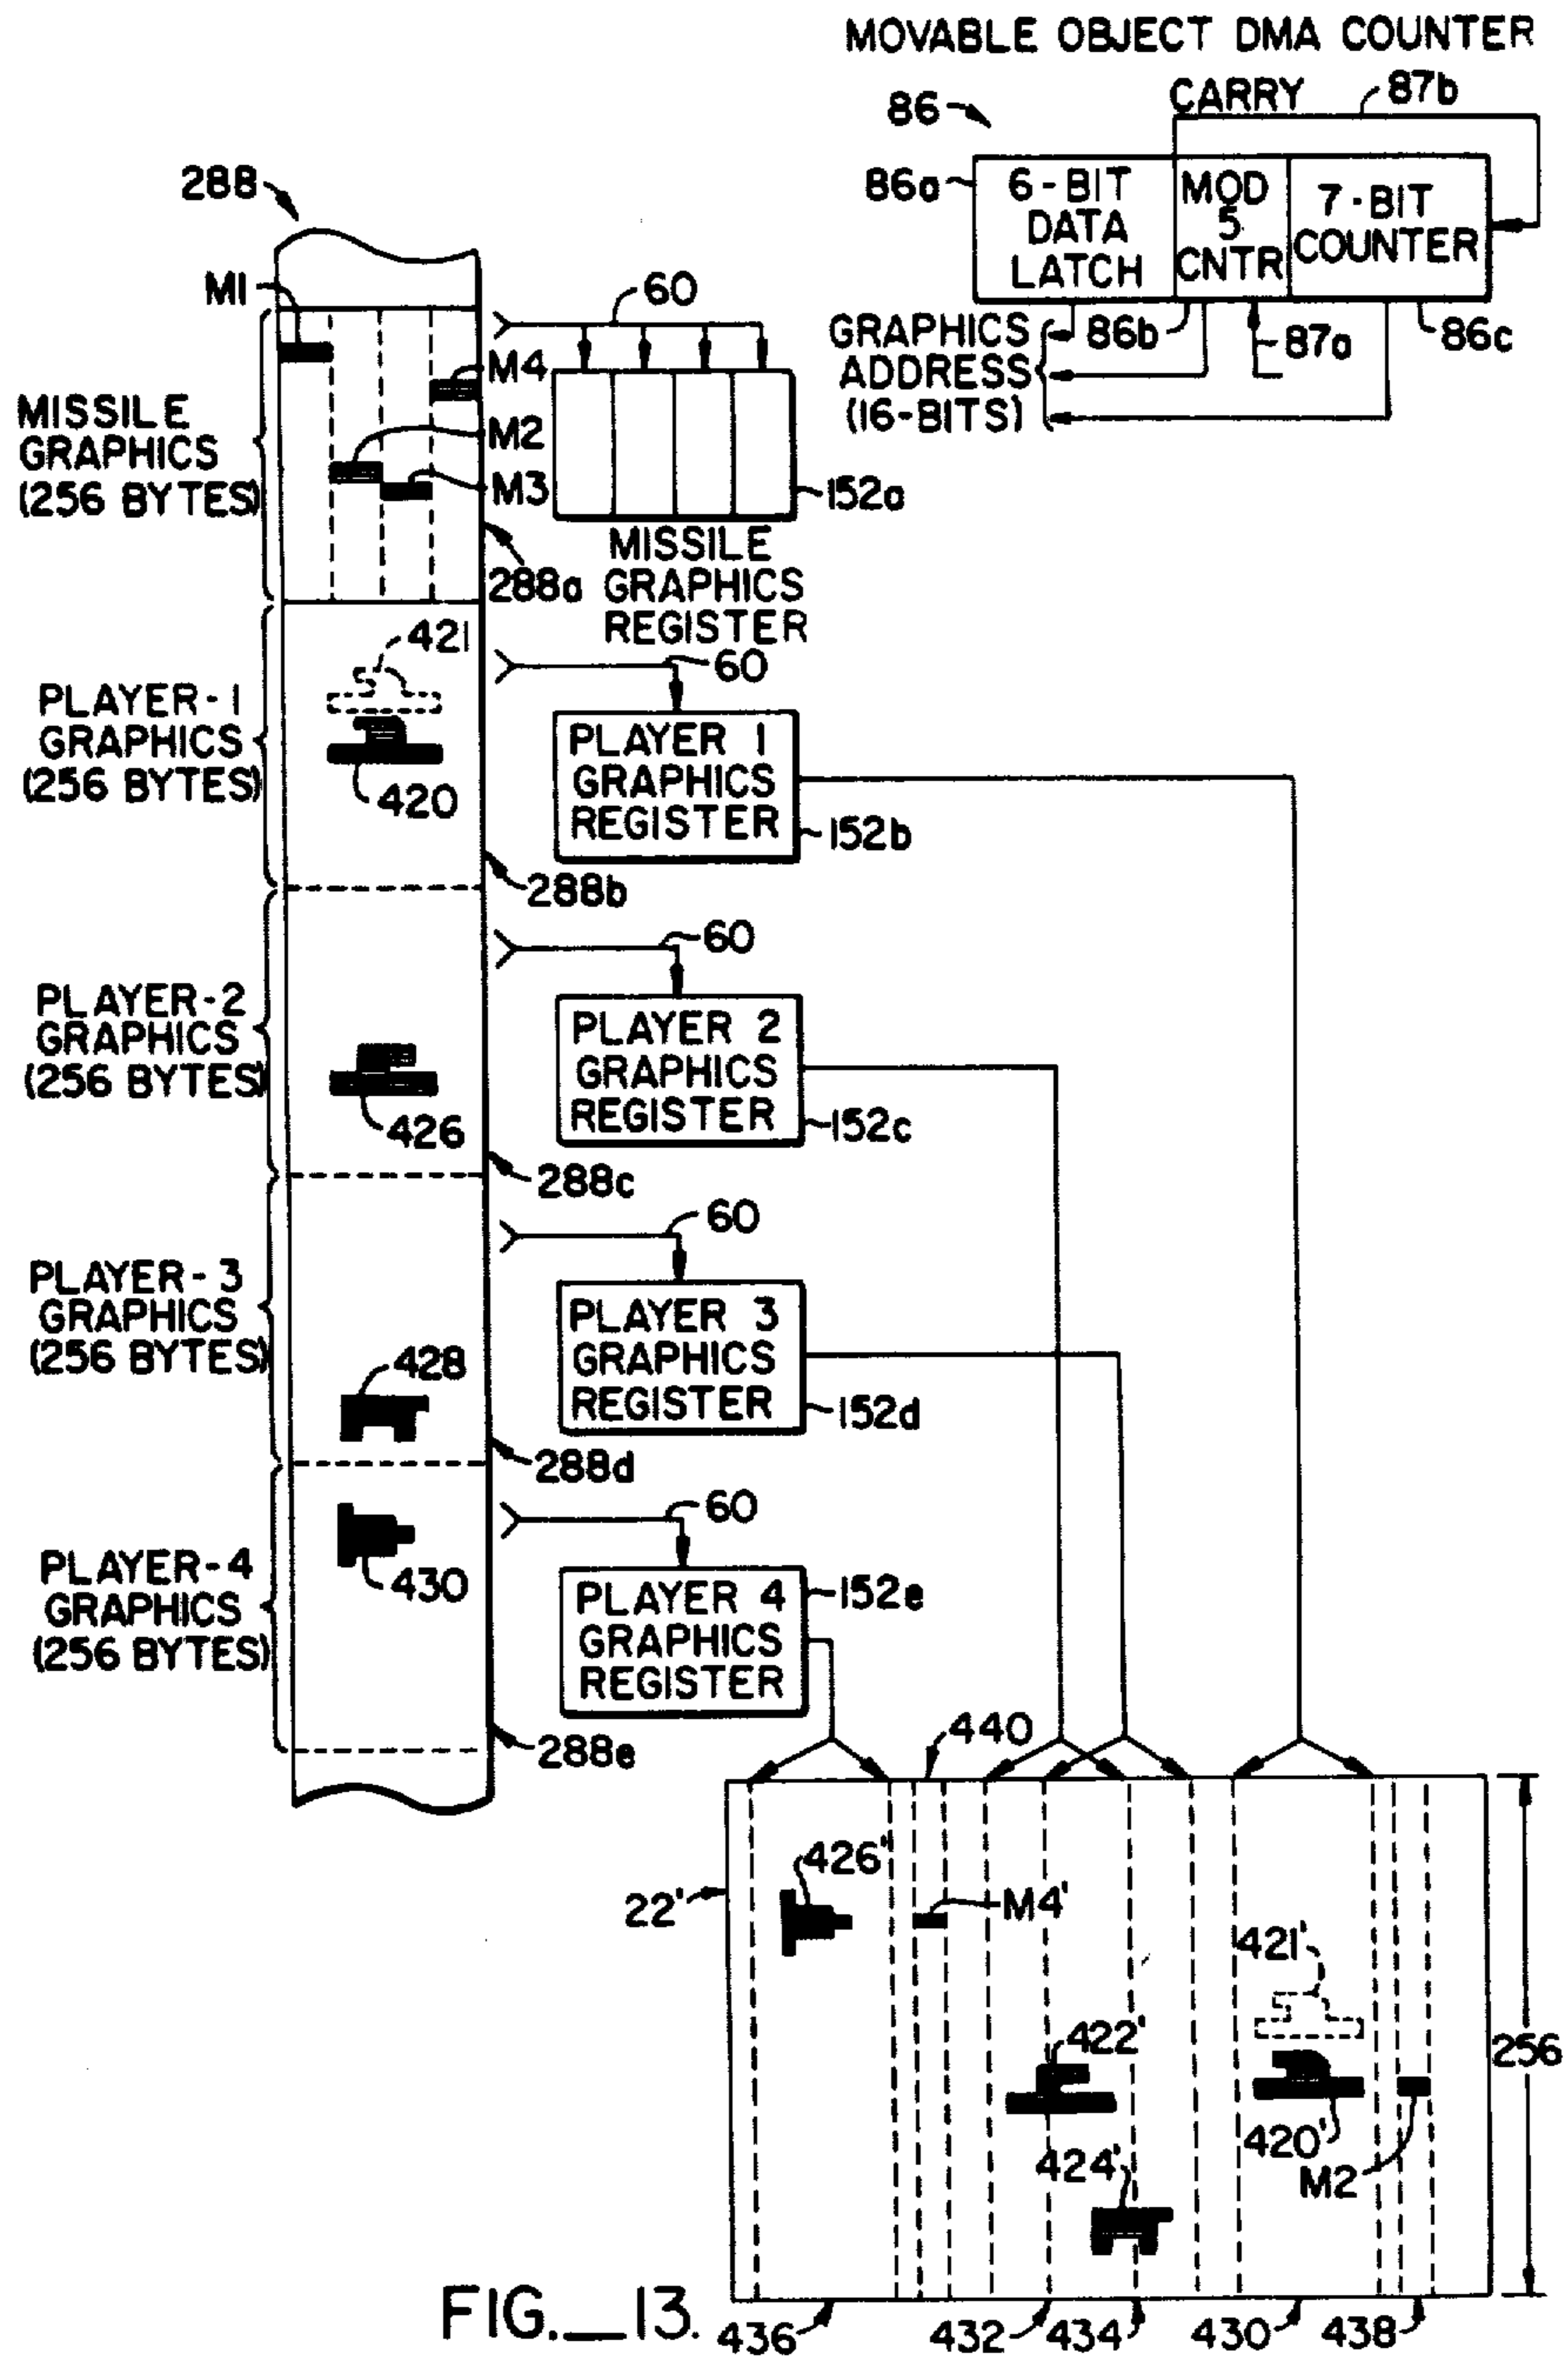 MOVABLE OBJECT DMA COUNTER
CARRY
87b
86
86a
6-BIT
DATA
LATCH
MOD
5
CNTR
7-BIT
COUNTER
GRAPHICS
ADDRESS
(16-BITS)
86b
87a
86c
288
M1
60
M4
M2
M3
MISSILE
GRAPHICS
(256 BYTES)
152a
288a
MISSILE
GRAPHICS
REGISTER
421
60
PLAYER-1
GRAPHICS
(256 BYTES)
420
PLAYER 1
GRAPHICS
REGISTER
152b
288b
60
PLAYER-2
GRAPHICS
(256 BYTES)
426
PLAYER 2
GRAPHICS
REGISTER
152c
288c
60
PLAYER-3
GRAPHICS
(256 BYTES)
428
PLAYER 3
GRAPHICS
REGISTER
152d
288d
60
PLAYER-4
GRAPHICS
(256 BYTES)
430
PLAYER 4
GRAPHICS
REGISTER
152e
288e
440
426'
22'
M4'
421'
422'
256
420'
424'
M2
FIG._13.
436
432
434
430
438